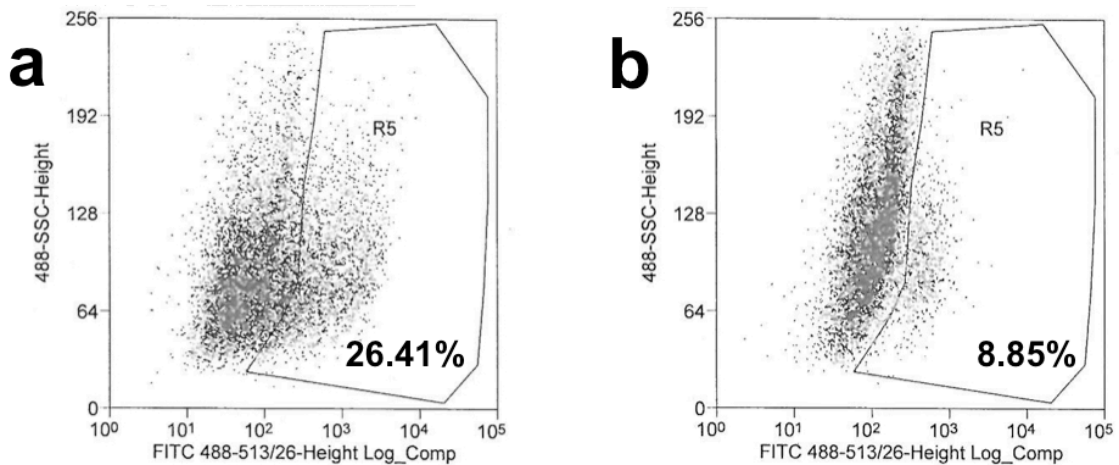 a
256
192
128
64
0
488-SSC-Height
R5
26.41%
10⁰ 10¹ 10² 10³ 10⁴ 10⁵
FITC 488-513/26-Height Log_Comp
b
256
192
128
64
0
488-SSC-Height
R5
8.85%
10⁰ 10¹ 10² 10³ 10⁴ 10⁵
FITC 488-513/26-Height Log_Comp